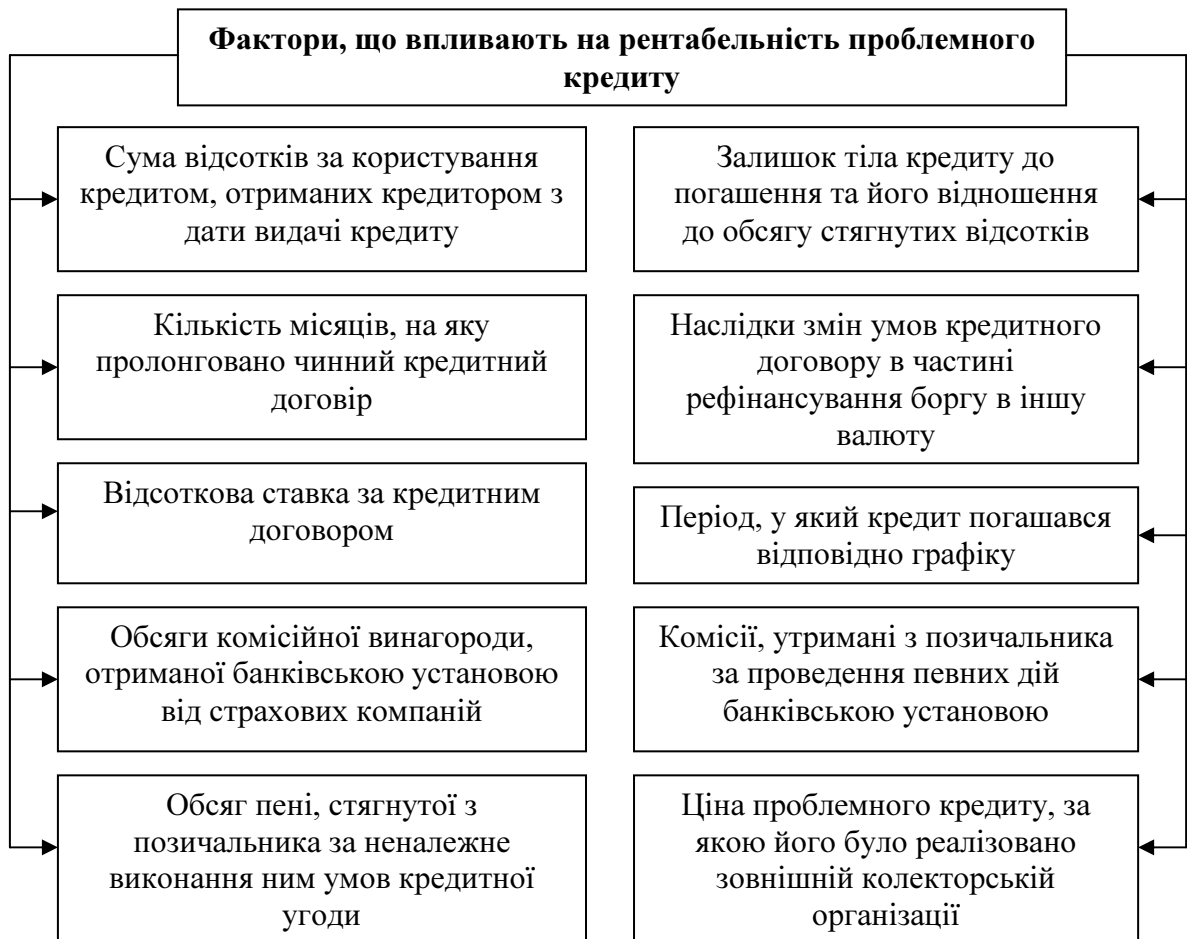 Фактори, що впливають на рентабельність проблемного
кредиту
Сума відсотків за користування
кредитом, отриманих кредитором з
дати видачі кредиту
Залишок тіла кредиту до
погашення та його відношення
до обсягу стягнутих відсотків
Кількість місяців, на яку
пролонговано чинний кредитний
договір
Наслідки змін умов кредитного
договору в частині
рефінансування боргу в іншу
валюту
Відсоткова ставка за кредитним
договором
Період, у який кредит погашався
відповідно графіку
Обсяги комісійної винагороди,
отриманої банківською установою
від страхових компаній
Комісії, утримані з позичальника
за проведення певних дій
банківською установою
Обсяг пені, стягнутої з
позичальника за неналежне
виконання ним умов кредитної
угоди
Ціна проблемного кредиту, за
якою його було реалізовано
зовнішній колекторській
організації